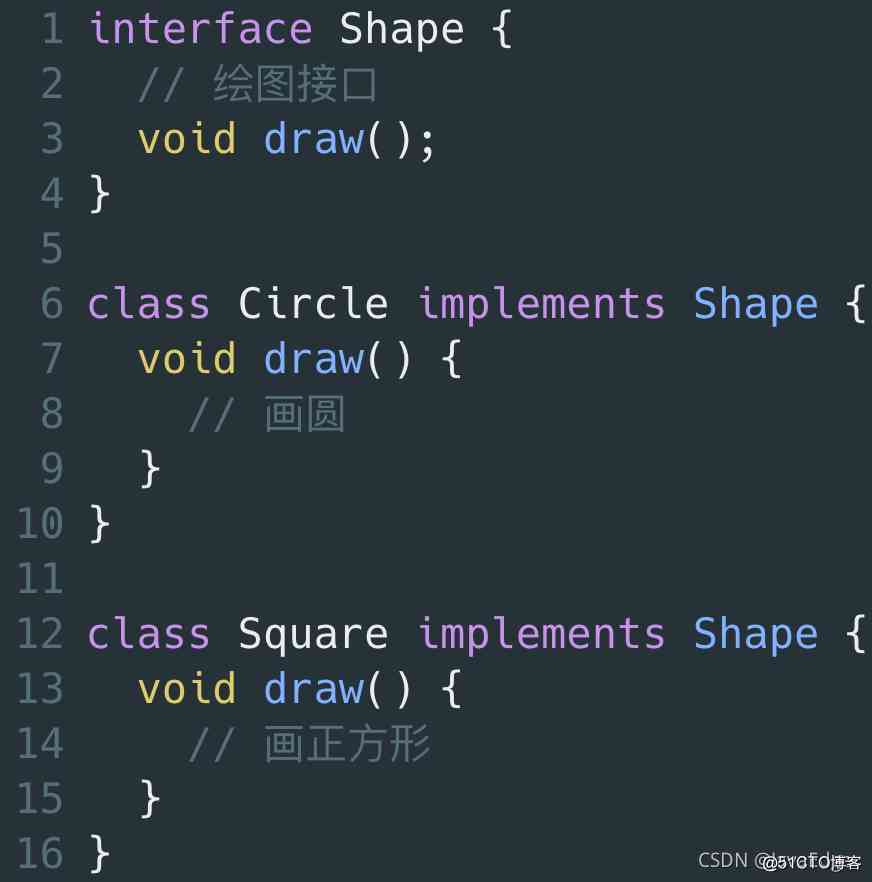 1 interface Shape {
2   // 绘图接口
3   void draw();
4 }
5
6 class Circle implements Shape {
7   void draw() {
8     // 画圆
9   }
10 }
11
12 class Square implements Shape {
13   void draw() {
14     // 画正方形
15   }
16 }
CSDN @JavaEdge
@51CTO博客